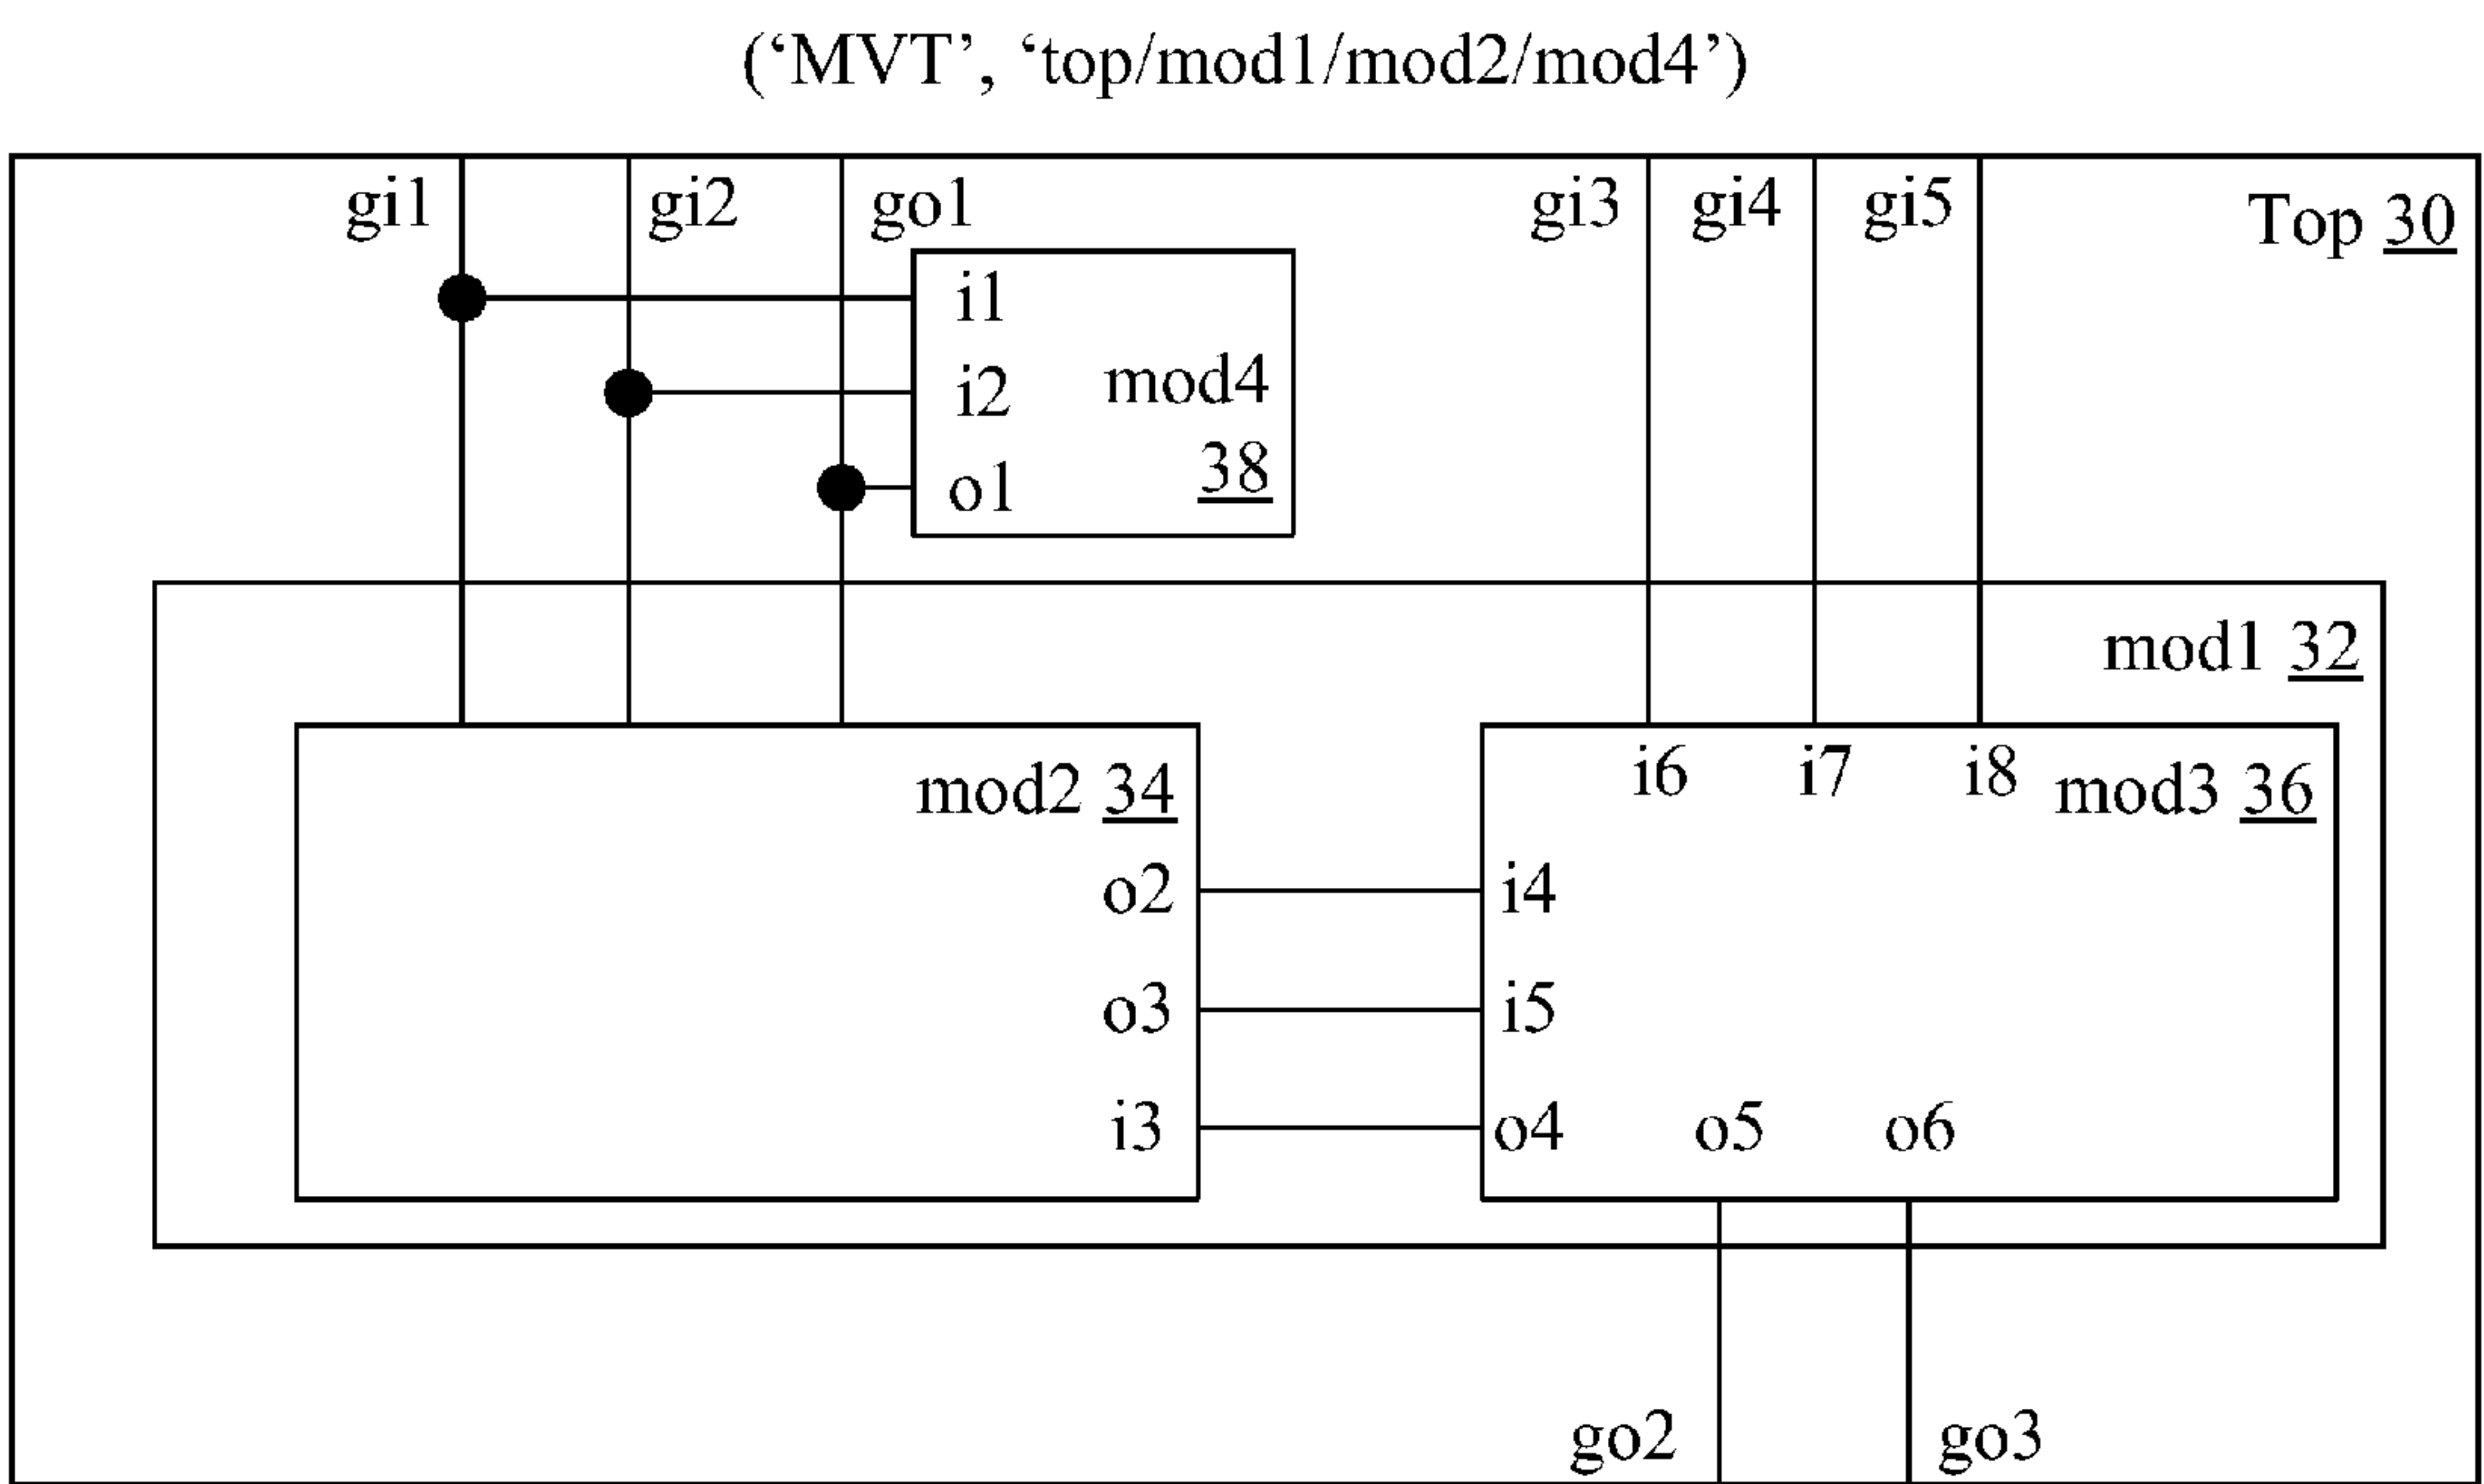 (‘MVT’, ‘top/mod1/mod2/mod4’)
gi1 gi2 go1 gi3 gi4 gi5 Top 30
i1
i2 mod4
o1 38
mod1 32
i6 i7 i8
mod2 34 mod3 36
o2 i4
o3 i5
i3 o4 o5 o6
go2 go3